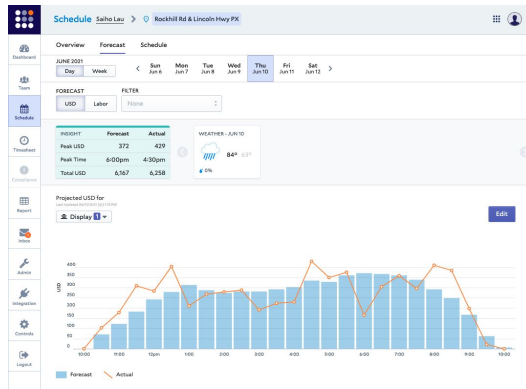 Schedule Saiho Lau Rockhill Rd & Lincoln Hwy PX
Dashboard
Team
Schedule
Timesheet
Compliance
Report
Inbox
Admin
Integration
Controls
Logout
Overview Forecast Schedule
JUNE 2021
Day Week
Sun Mon Tue Wed Thu Fri Sat
Jun 6 Jun 7 Jun 8 Jun 9 Jun 10 Jun 11 Jun 12
FORECAST FILTER
USD Labor None
INSIGHT Forecast Actual
Peak USD 372 429
Peak Time 6:00pm 4:30pm
Total USD 6,167 6,258
WEATHER - JUN 10
84° 63°
0%
Projected USD for
Display 1
Edit
USD
400
350
300
250
200
150
100
50
0
10:00 11:00 12pm 1:00 2:00 3:00 4:00 5:00 6:00 7:00 8:00 9:00 10:00
Forecast Actual